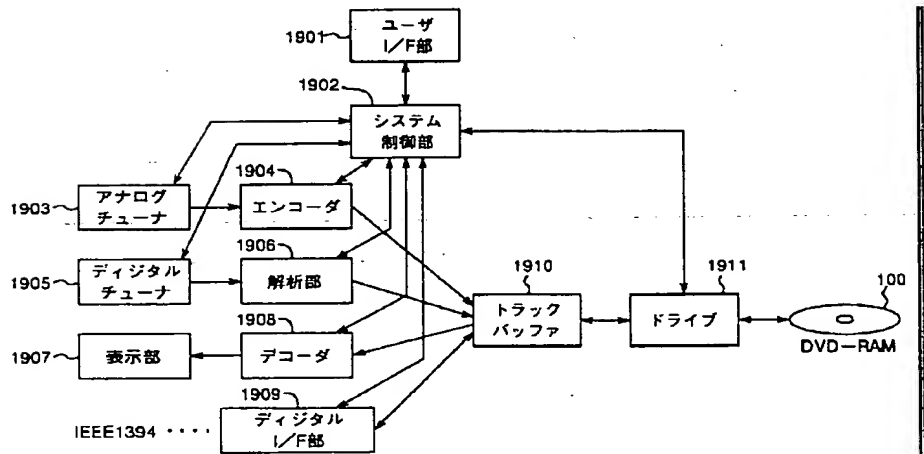 1901
ユーザ
I/F部
1902
システム
制御部
1903
アナログ
チューナ
1904
エンコーダ
1905
ディジタル
チューナ
1906
解析部
1907
表示部
1908
デコーダ
1909
ディジタル
I/F部
IEEE1394 ････
1910
トラック
バッファ
1911
ドライブ
100
DVD-RAM